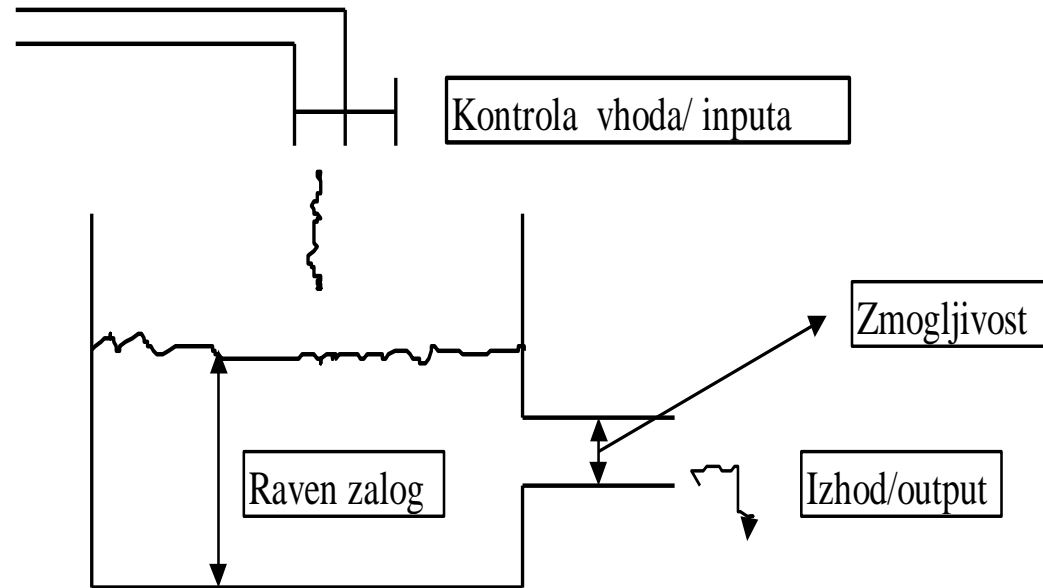 Kontrola vhoda/ inputa
Zmogljivost
Raven zalog
Izhod/output